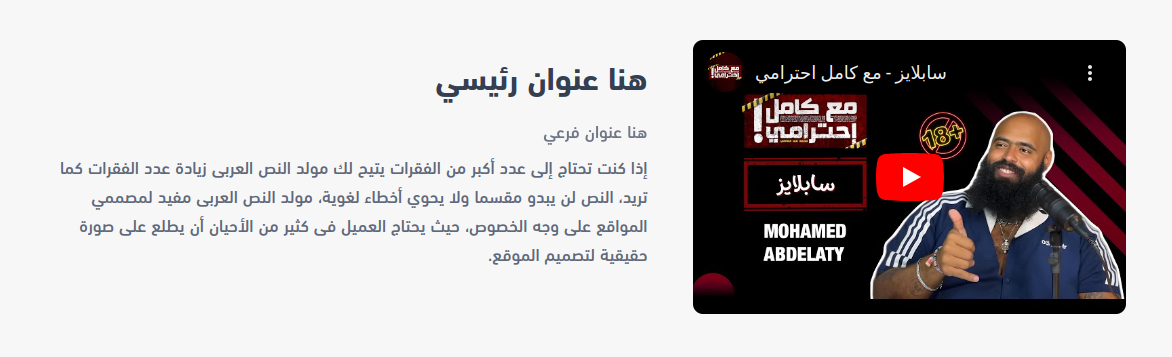 هنا عنوان رئيسي
هنا عنوان فرعي
إذا كنت تحتاج إلى عدد أكبر من الفقرات يتيح لك مولد النص العربى زيادة عدد الفقرات كما
تريد، النص لن يبدو مقسما ولا يحوي أخطاء لغوية، مولد النص العربى مفيد لمصممي
المواقع على وجه الخصوص، حيث يحتاج العميل فى كثير من الأحيان أن يطلع على صورة
حقيقية لتصميم الموقع.
سابلايز - مع كامل احترامي
مع كامل
إحترامي!
18+
سابلايز
MOHAMED
ABDELATY
adidas